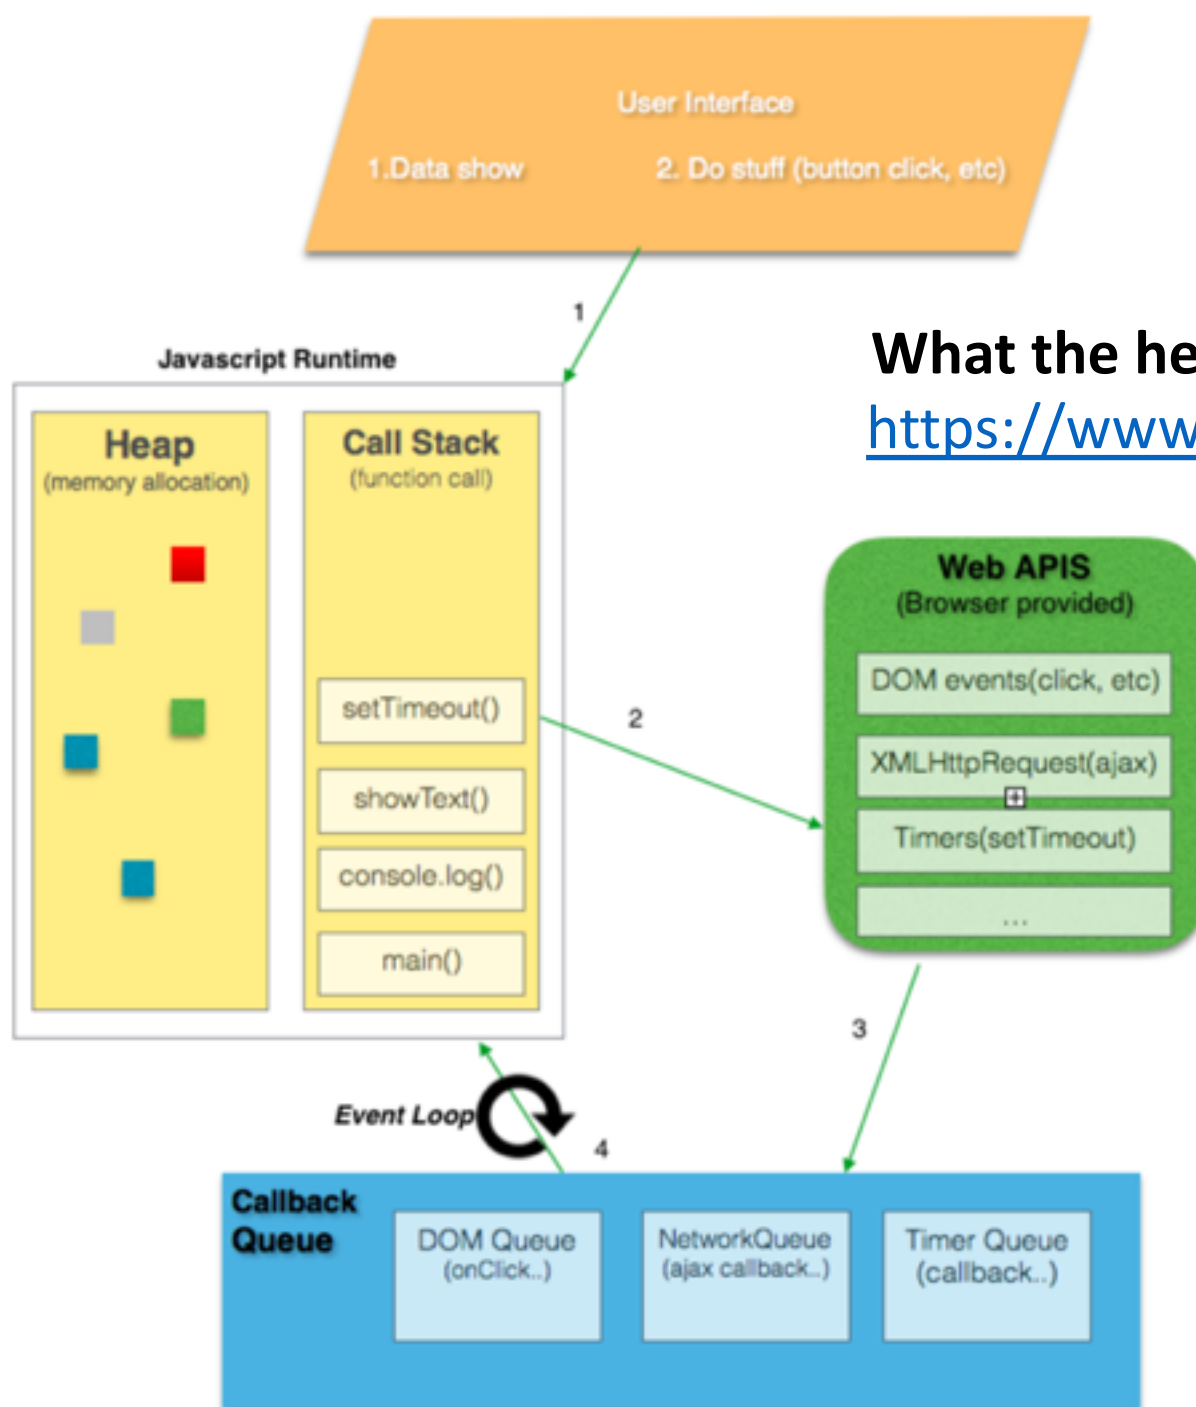 User Interface
1.Data show
2. Do stuff (button click, etc)
1
Javascript Runtime
What the he
https://www
Heap
(memory allocation)
Call Stack
(function call)
setTimeout()
showText()
console.log()
main()
2
Web APIS
(Browser provided)
DOM events(click, etc)
XMLHttpRequest(ajax)
Timers(setTimeout)
...
3
Event Loop
4
Callback
Queue
DOM Queue
(onClick..)
NetworkQueue
(ajax callback..)
Timer Queue
(callback..)